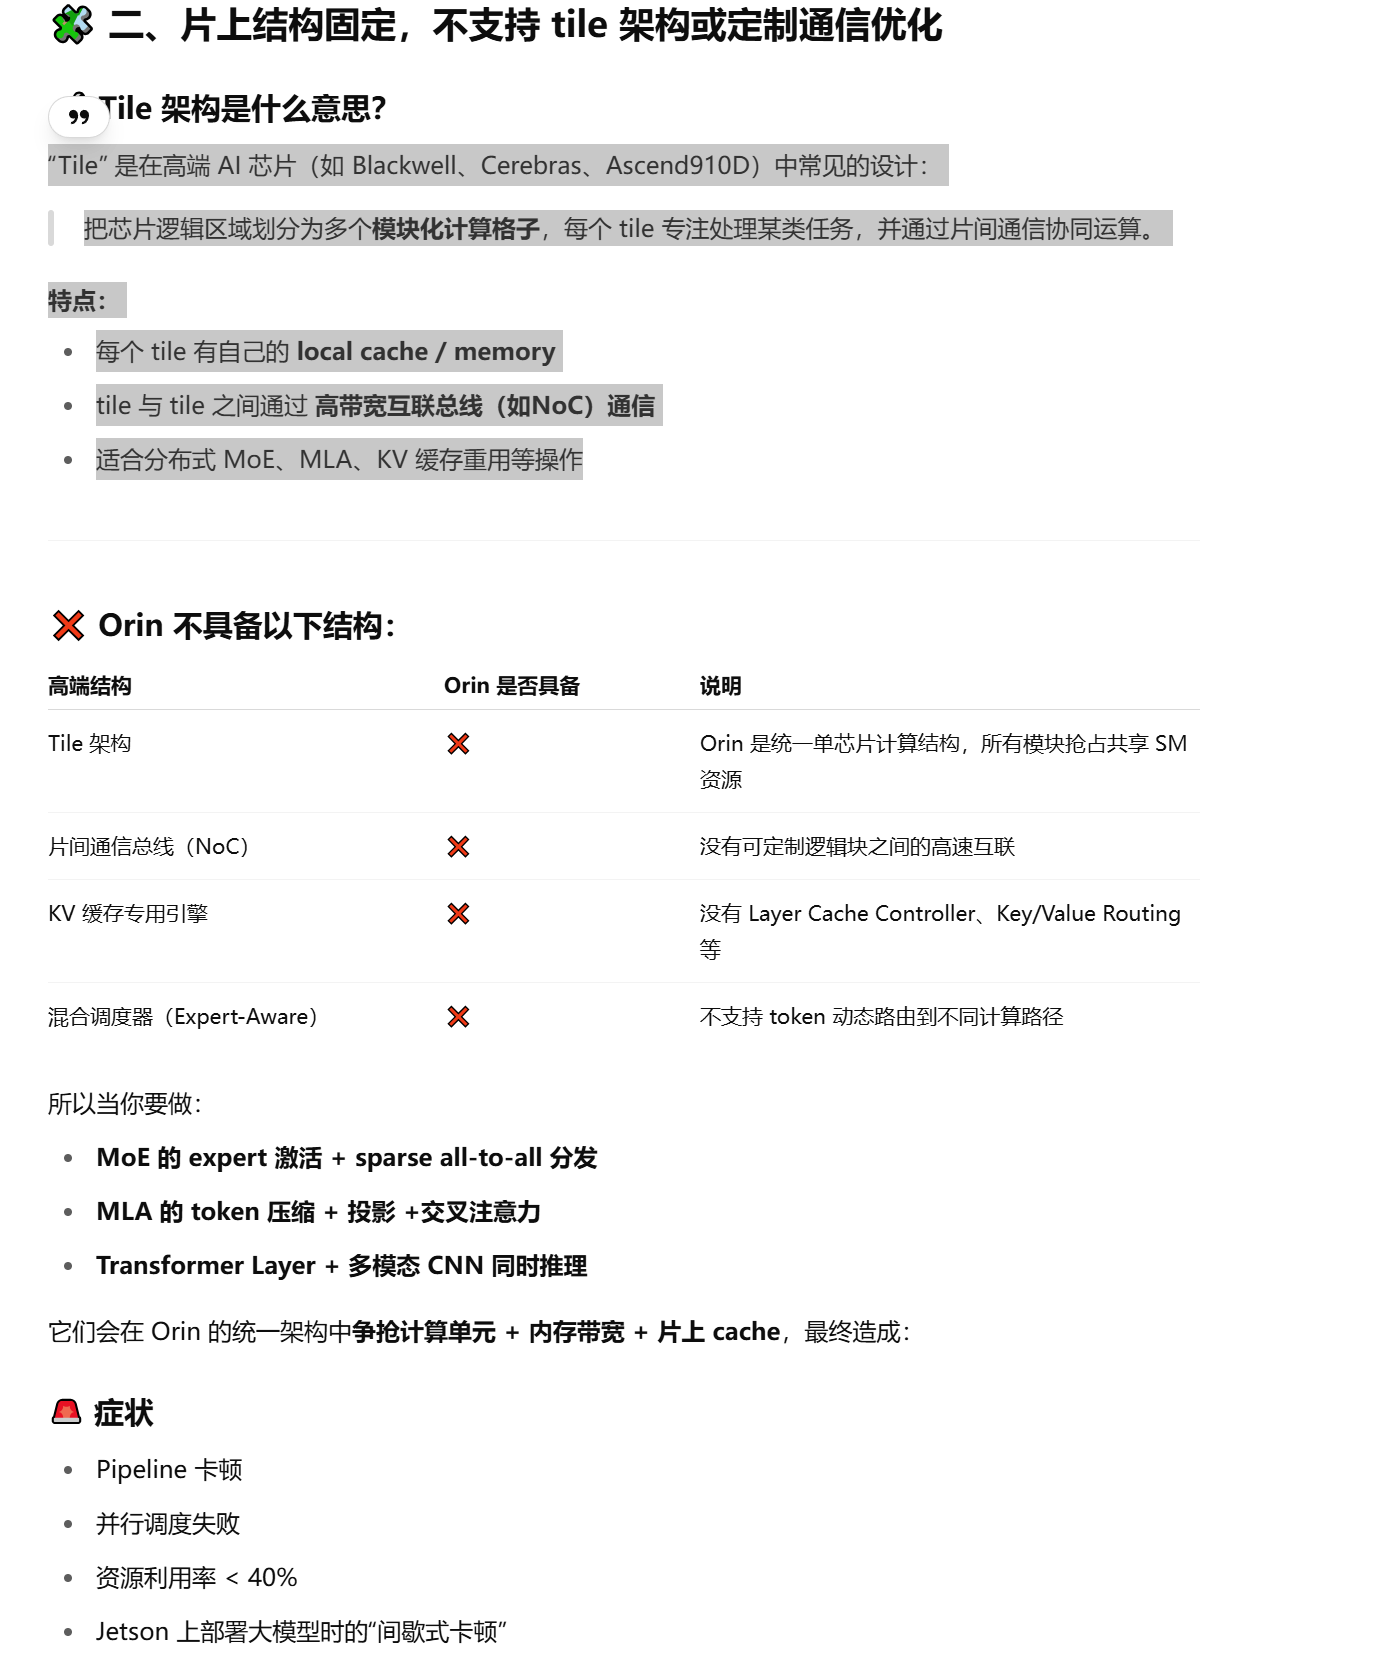 二、片上结构固定，不支持 tile 架构或定制通信优化
Tile 架构是什么意思？
“Tile” 是在高端 AI 芯片（如 Blackwell、Cerebras、Ascend910D）中常见的设计：
把芯片逻辑区域划分为多个模块化计算格子，每个 tile 专注处理某类任务，并通过片间通信协同运算。
特点：
每个 tile 有自己的 local cache / memory
tile 与 tile 之间通过 高带宽互联总线（如NoC）通信
适合分布式 MoE、MLA、KV 缓存重用等操作
Orin 不具备以下结构：
高端结构 Orin 是否具备 说明
Tile 架构 ❌ Orin 是统一单芯片计算结构，所有模块抢占共享 SM
资源
片间通信总线（NoC） ❌ 没有可定制逻辑块之间的高速互联
KV 缓存专用引擎 ❌ 没有 Layer Cache Controller、Key/Value Routing
等
混合调度器（Expert-Aware） ❌ 不支持 token 动态路由到不同计算路径
所以当你要做：
MoE 的 expert 激活 + sparse all-to-all 分发
MLA 的 token 压缩 + 投影 +交叉注意力
Transformer Layer + 多模态 CNN 同时推理
它们会在 Orin 的统一架构中争抢计算单元 + 内存带宽 + 片上 cache，最终造成：
症状
Pipeline 卡顿
并行调度失败
资源利用率 < 40%
Jetson 上部署大模型时的“间歇式卡顿”